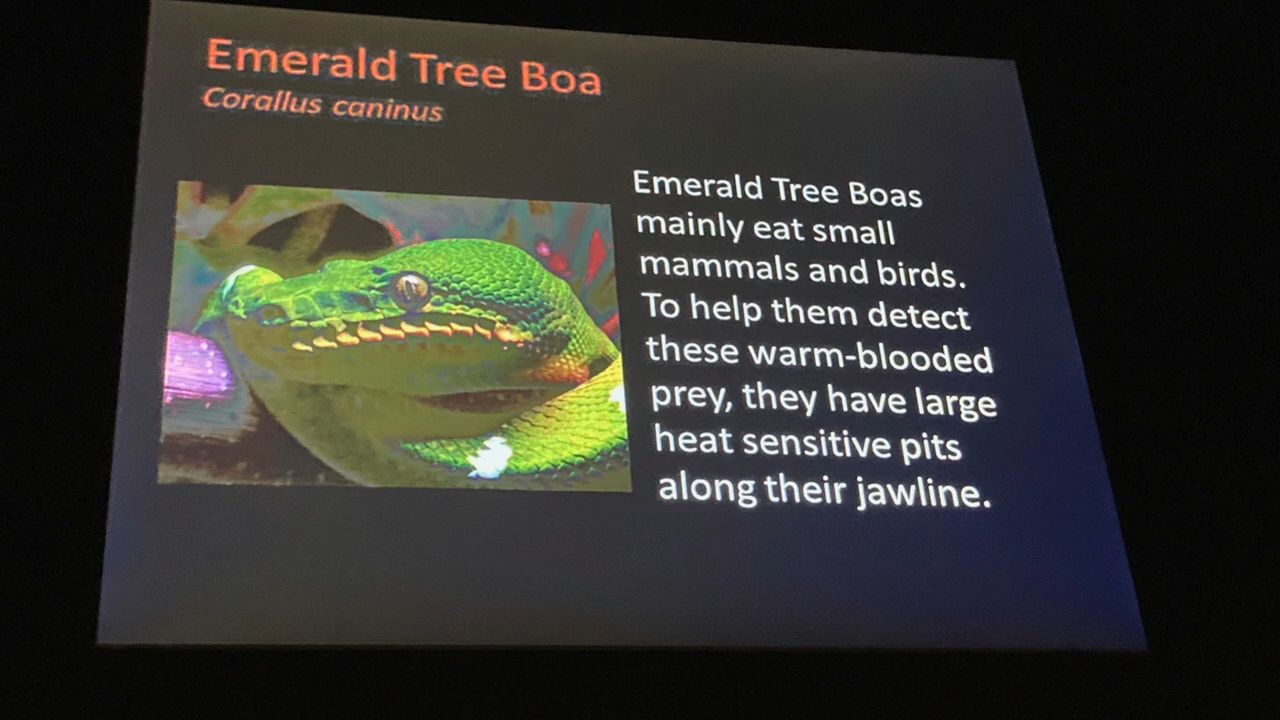 Emerald Tree Boa
Corallus caninus
Emerald Tree Boas
mainly eat small
mammals and birds.
To help them detect
these warm-blooded
prey, they have large
heat sensitive pits
along their jawline.